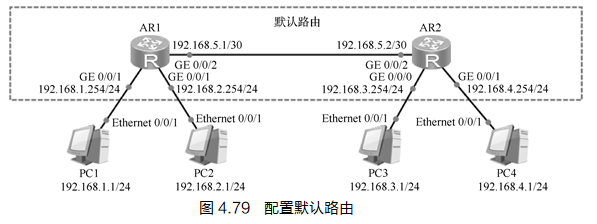 默认路由
AR1
AR2
192.168.5.1/30
192.168.5.2/30
R
R
GE 0/0/2
GE 0/0/2
GE 0/0/1
GE 0/0/1
GE 0/0/0
GE 0/0/1
192.168.1.254/24
192.168.2.254/24
192.168.3.254/24
192.168.4.254/24
Ethernet 0/0/1
Ethernet 0/0/1
Ethernet 0/0/1
Ethernet 0/0/1
PC1
PC2
PC3
PC4
192.168.1.1/24
192.168.2.1/24
192.168.3.1/24
192.168.4.1/24
图 4.79 配置默认路由